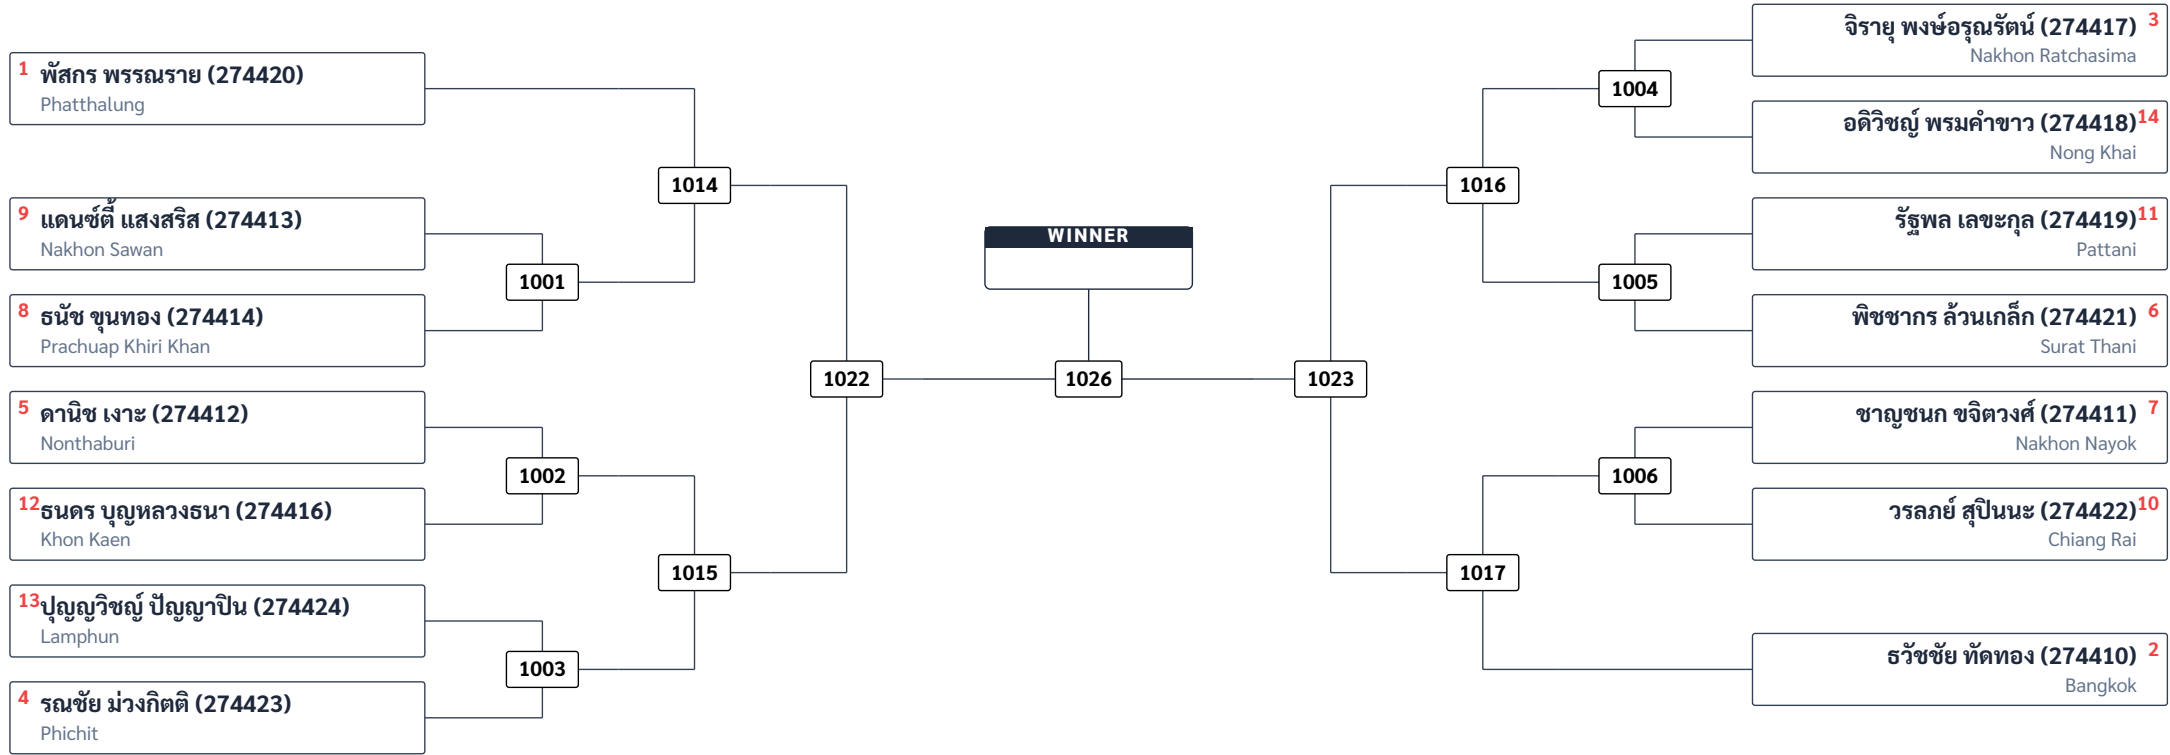 1 พัสกร พรรณราย (274420)
Phatthalung
9 แดนซ์ตี้ แสงสริส (274413)
Nakhon Sawan
8 ธนัช ขุนทอง (274414)
Prachuap Khiri Khan
5 ดานิช เงาะ (274412)
Nonthaburi
12 ธนดร บุญหลวงธนา (274416)
Khon Kaen
13 ปุญญวิชญ์ ปัญญาปิน (274424)
Lamphun
4 รณชัย ม่วงกิตติ (274423)
Phichit
1001
1002
1003
1014
1015
1022
WINNER
1026
1023
1016
1017
1004
1005
1006
จิรายุ พงษ์อรุณรัตน์ (274417) 3
Nakhon Ratchasima
อดิวิชญ์ พรมคำขาว (274418) 14
Nong Khai
รัฐพล เลขะกุล (274419) 11
Pattani
พิชชากร ล้วนเกล็ก (274421) 6
Surat Thani
ชาญชนก ขจิตวงศ์ (274411) 7
Nakhon Nayok
วรลภย์ สุปินนะ (274422) 10
Chiang Rai
ธวัชชัย ทัดทอง (274410) 2
Bangkok